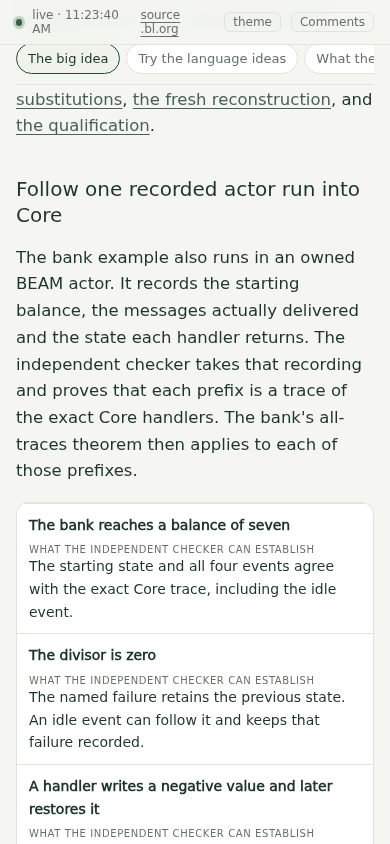 live · 11:23:40 AM
source .bl.org
theme
Comments
The big idea
Try the language ideas
What the
substitutions, the fresh reconstruction, and
the qualification.
Follow one recorded actor run into
Core
The bank example also runs in an owned
BEAM actor. It records the starting
balance, the messages actually delivered
and the state each handler returns. The
independent checker takes that recording
and proves that each prefix is a trace of
the exact Core handlers. The bank's all-
traces theorem then applies to each of
those prefixes.
The bank reaches a balance of seven
WHAT THE INDEPENDENT CHECKER CAN ESTABLISH
The starting state and all four events agree
with the exact Core trace, including the idle
event.
The divisor is zero
WHAT THE INDEPENDENT CHECKER CAN ESTABLISH
The named failure retains the previous state.
An idle event can follow it and keeps that
failure recorded.
A handler writes a negative value and later
restores it
WHAT THE INDEPENDENT CHECKER CAN ESTABLISH